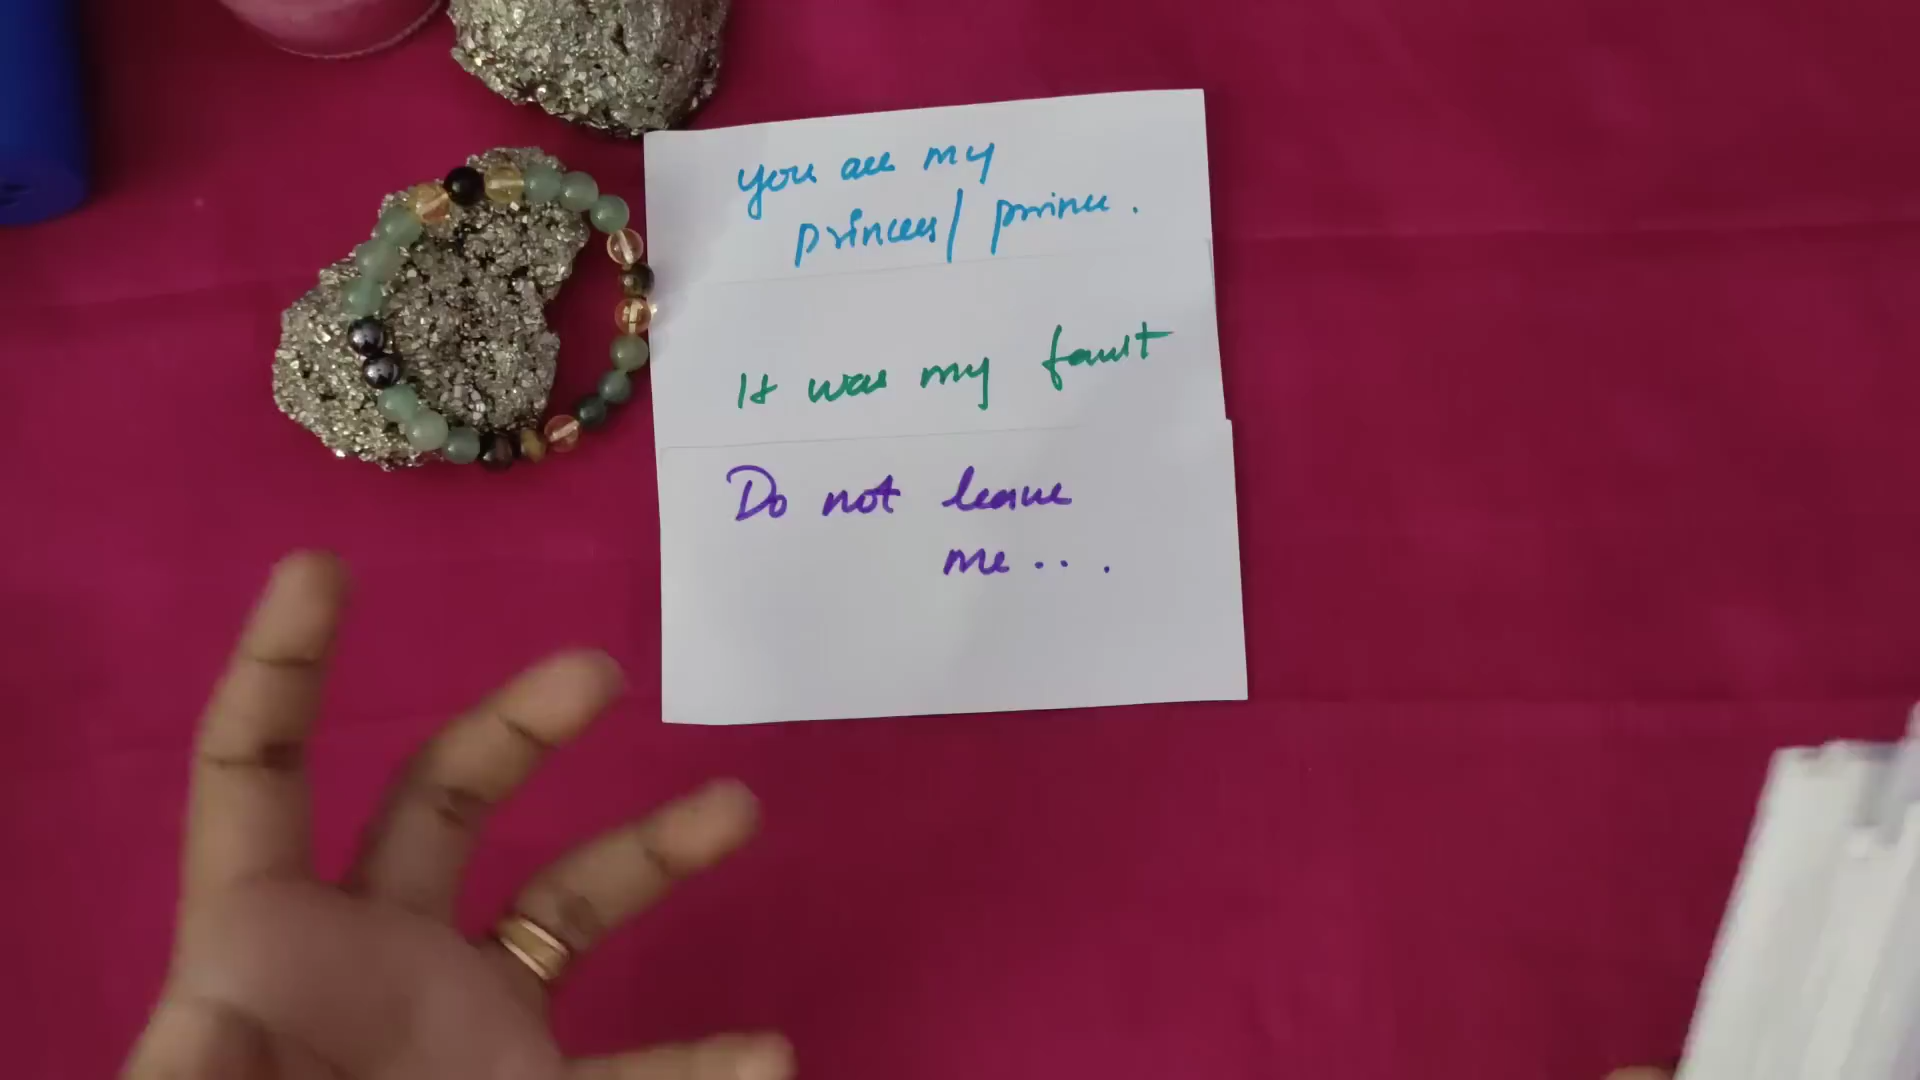 you are my
princess/ prince.
It was my fault
Do not leave
me...